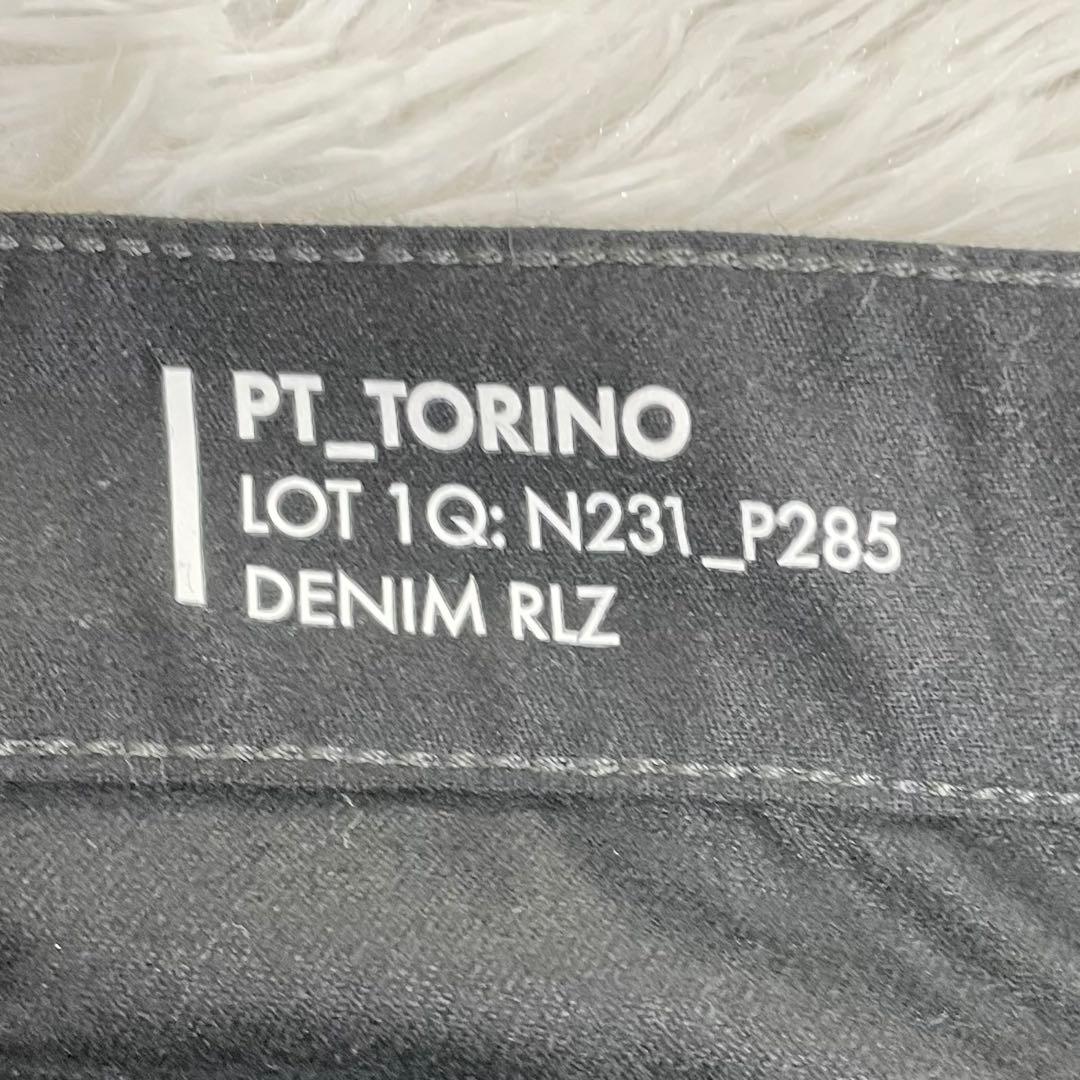 PT_TORINO
LOT 1Q: N231_P285
DENIM RLZ